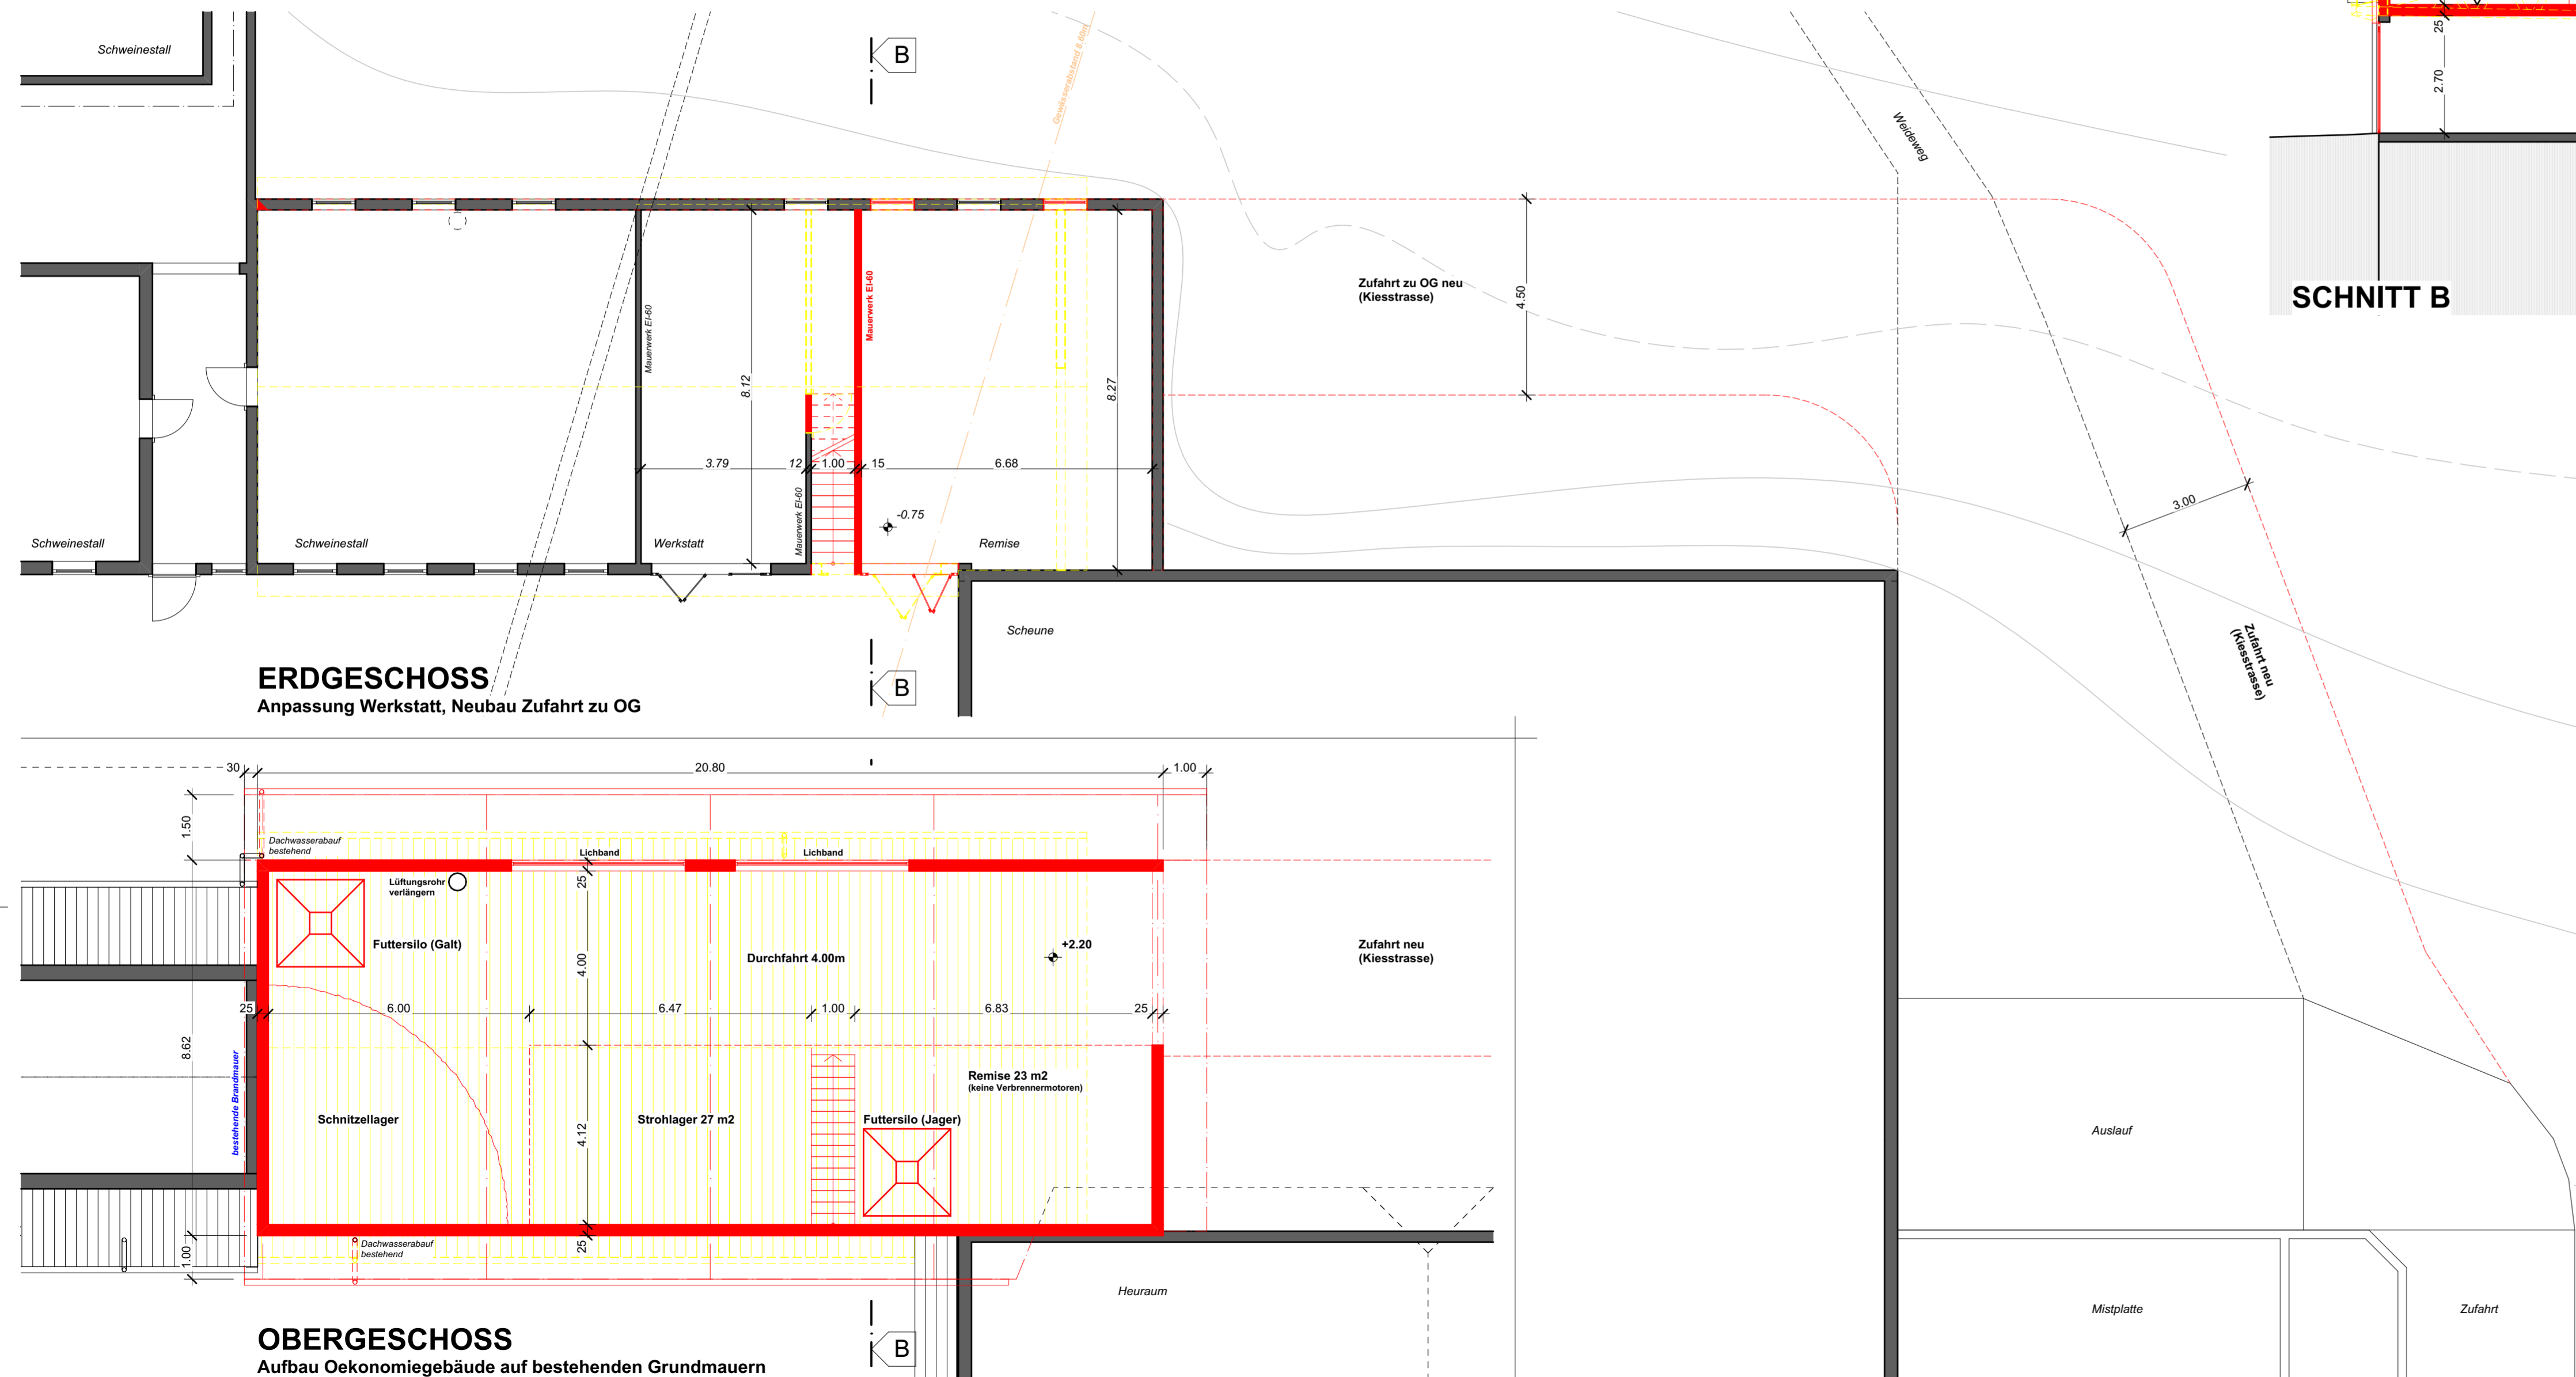 Schweinestall
B
Gewässerabstand 8.60m
Weideweg
25
2.70
SCHNITT B
Zufahrt zu OG neu
(Kiesstrasse)
4.50
Mauerwerk EI-60
Mauerwerk EI-60
8.12
8.27
3.79
12
1.00
15
6.68
Mauerwerk EI-60
-0.75
3.00
Schweinestall
Schweinestall
Werkstatt
Remise
Scheune
Zufahrt neu
(Kiesstrasse)
ERDGESCHOSS
Anpassung Werkstatt, Neubau Zufahrt zu OG
B
30
20.80
1.00
1.50
Dachwasserabauf
bestehend
Lichband
Lichband
Lüftungsrohr
verlängern
25
Futtersilo (Galt)
4.00
Durchfahrt 4.00m
+2.20
Zufahrt neu
(Kiesstrasse)
25
6.00
6.47
1.00
6.83
25
8.62
bestehende Brandmauer
Remise 23 m2
(keine Verbrennermotoren)
Schnitzellager
4.12
Strohlager 27 m2
Futtersilo (Jager)
Auslauf
1.00
Dachwasserabauf
bestehend
25
Heuraum
Mistplatte
Zufahrt
OBERGESCHOSS
Aufbau Oekonomiegebäude auf bestehenden Grundmauern
B